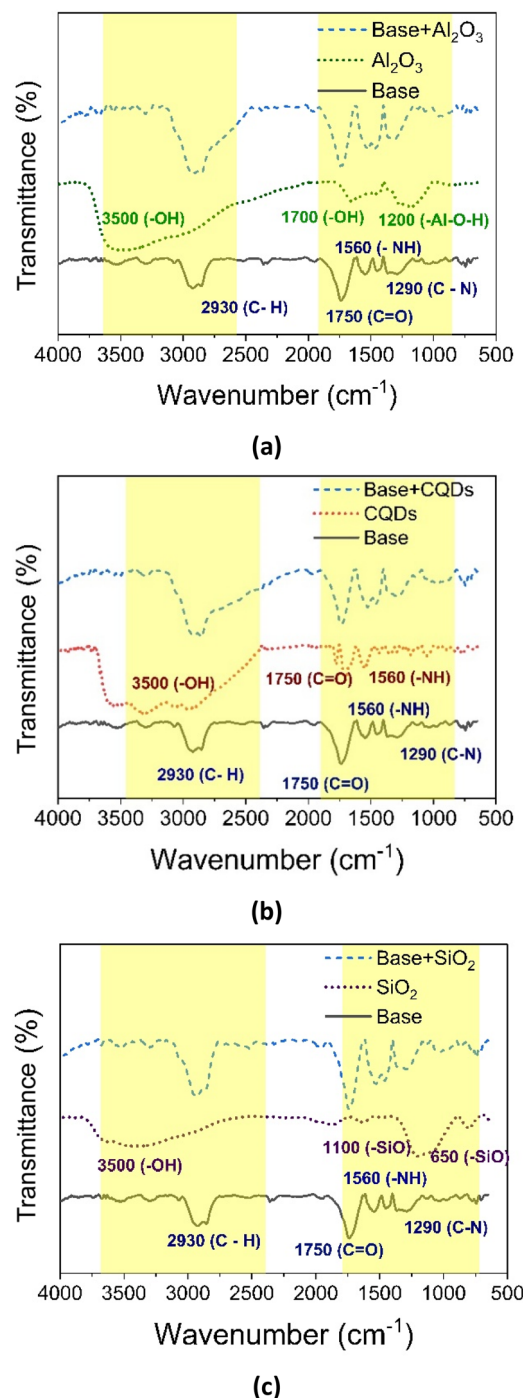 Base+Al₂O₃
Al₂O₃
Base
3500 (-OH)
1700 (-OH)
1200 (-Al-O-H)
1560 (- NH)
2930 (C- H)
1290 (C - N)
1750 (C=O)
Transmittance (%)
4000 3500 3000 2500 2000 1500 1000 500
Wavenumber (cm⁻¹)
(a)
Base+CQDs
CQDs
Base
3500 (-OH)
1750 (C=O)
1560 (-NH)
1560 (-NH)
2930 (C- H)
1290 (C-N)
1750 (C=O)
Transmittance (%)
4000 3500 3000 2500 2000 1500 1000 500
Wavenumber (cm⁻¹)
(b)
Base+SiO₂
SiO₂
Base
3500 (-OH)
1100 (-SiO)
650 (-SiO)
1560 (-NH)
2930 (C - H)
1290 (C-N)
1750 (C=O)
Transmittance (%)
4000 3500 3000 2500 2000 1500 1000 500
Wavenumber (cm⁻¹)
(c)